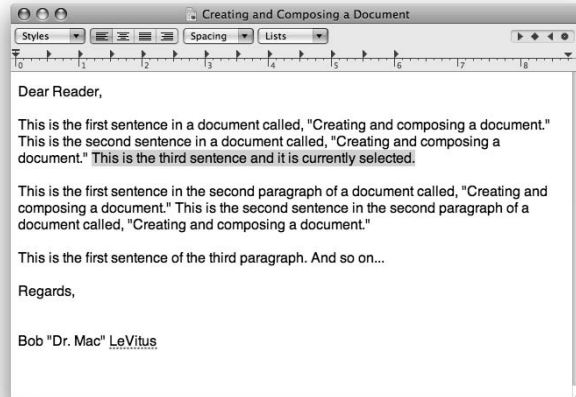 Creating and Composing a Document
Styles Spacing Lists
0 1 2 3 4 5 6 7 8
Dear Reader,
This is the first sentence in a document called, "Creating and composing a document."
This is the second sentence in a document called, "Creating and composing a
document." This is the third sentence and it is currently selected.
This is the first sentence in the second paragraph of a document called, "Creating and
composing a document." This is the second sentence in the second paragraph of a
document called, "Creating and composing a document."
This is the first sentence of the third paragraph. And so on...
Regards,
Bob "Dr. Mac" LeVitus